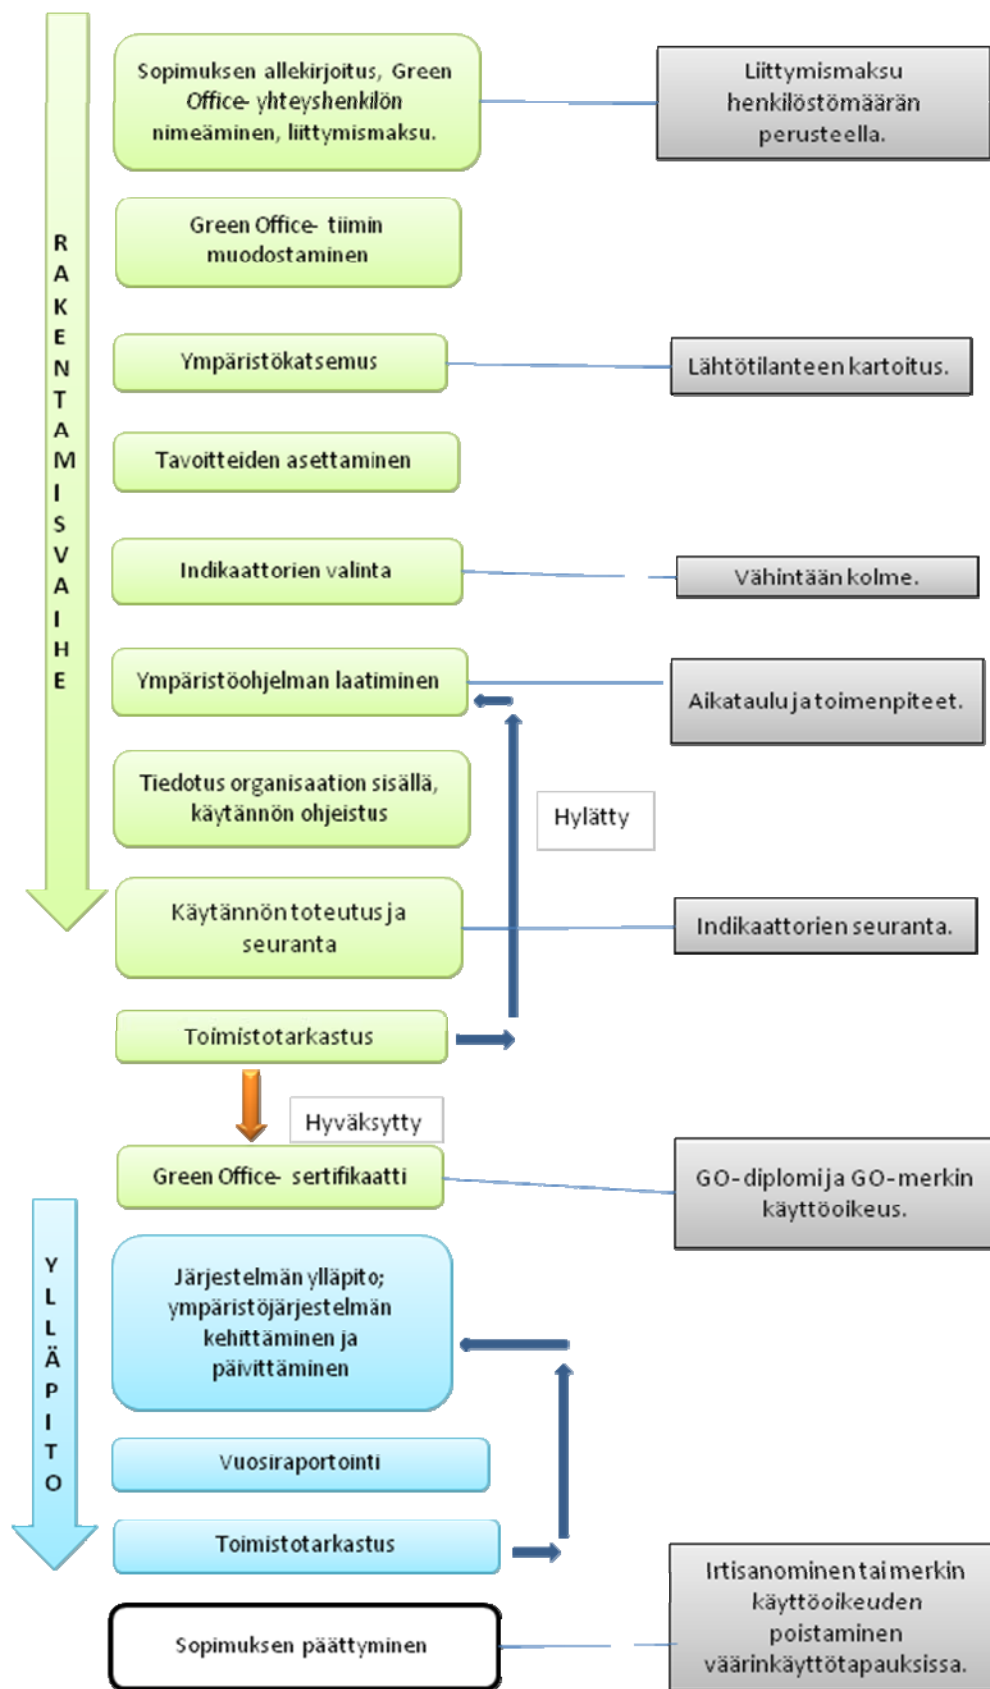 RAKENTAMISVAIHE
Sopimuksen allekirjoitus, Green
Office- yhteyshenkilön
nimeäminen, liittymismaksu.
Liittymismaksu
henkilöstömäärän
perusteella.
Green Office- tiimin
muodostaminen
Ympäristökatsemus
Lähtötilanteen kartoitus.
Tavoitteiden asettaminen
Indikaattorien valinta
Vähintään kolme.
Ympäristöohjelman laatiminen
Aikataulu ja toimenpiteet.
Tiedotus organisaation sisällä,
käytännön ohjeistus
Hylätty
Käytännön toteutus ja
seuranta
Indikaattorien seuranta.
Toimistotarkastus
Hyväksytty
Green Office- sertifikaatti
GO-diplomi ja GO-merkin
käyttöoikeus.
YLLÄPITO
Järjestelmän ylläpito;
ympäristöjärjestelmän
kehittäminen ja
päivittäminen
Vuosiraportointi
Toimistotarkastus
Sopimuksen päättyminen
Irtisanominen tai merkin
käyttöoikeuden
poistaminen
väärinkäyttötapauksissa.